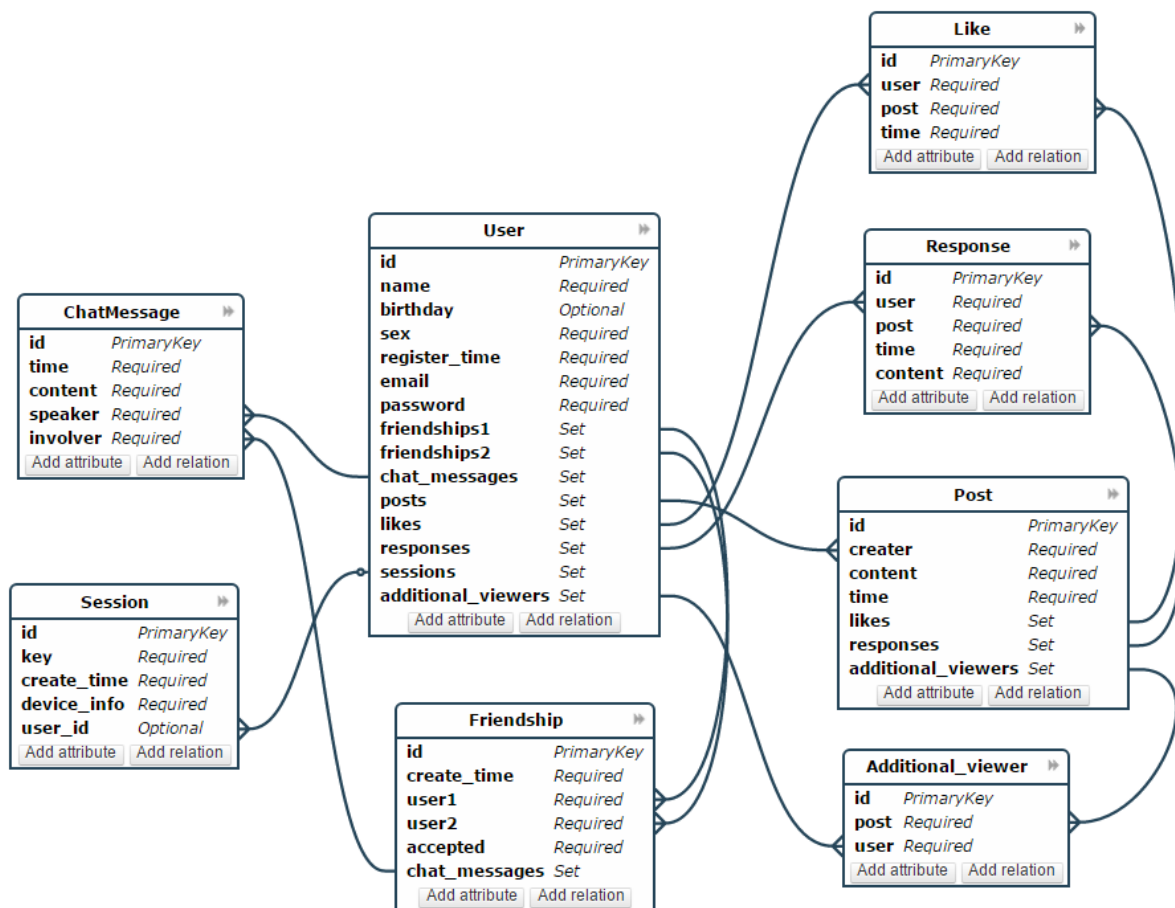 Like
id PrimaryKey
user Required
post Required
time Required
Add attribute Add relation
User
id PrimaryKey
name Required
birthday Optional
sex Required
register_time Required
email Required
password Required
friendships1 Set
friendships2 Set
chat_messages Set
posts Set
likes Set
responses Set
sessions Set
additional_viewers Set
Add attribute Add relation
Response
id PrimaryKey
user Required
post Required
time Required
content Required
Add attribute Add relation
ChatMessage
id PrimaryKey
time Required
content Required
speaker Required
involver Required
Add attribute Add relation
Post
id PrimaryKey
creater Required
content Required
time Required
likes Set
responses Set
additional_viewers Set
Add attribute Add relation
Session
id PrimaryKey
key Required
create_time Required
device_info Required
user_id Optional
Add attribute Add relation
Friendship
id PrimaryKey
create_time Required
user1 Required
user2 Required
accepted Required
chat_messages Set
Add attribute Add relation
Additional_viewer
id PrimaryKey
post Required
user Required
Add attribute Add relation